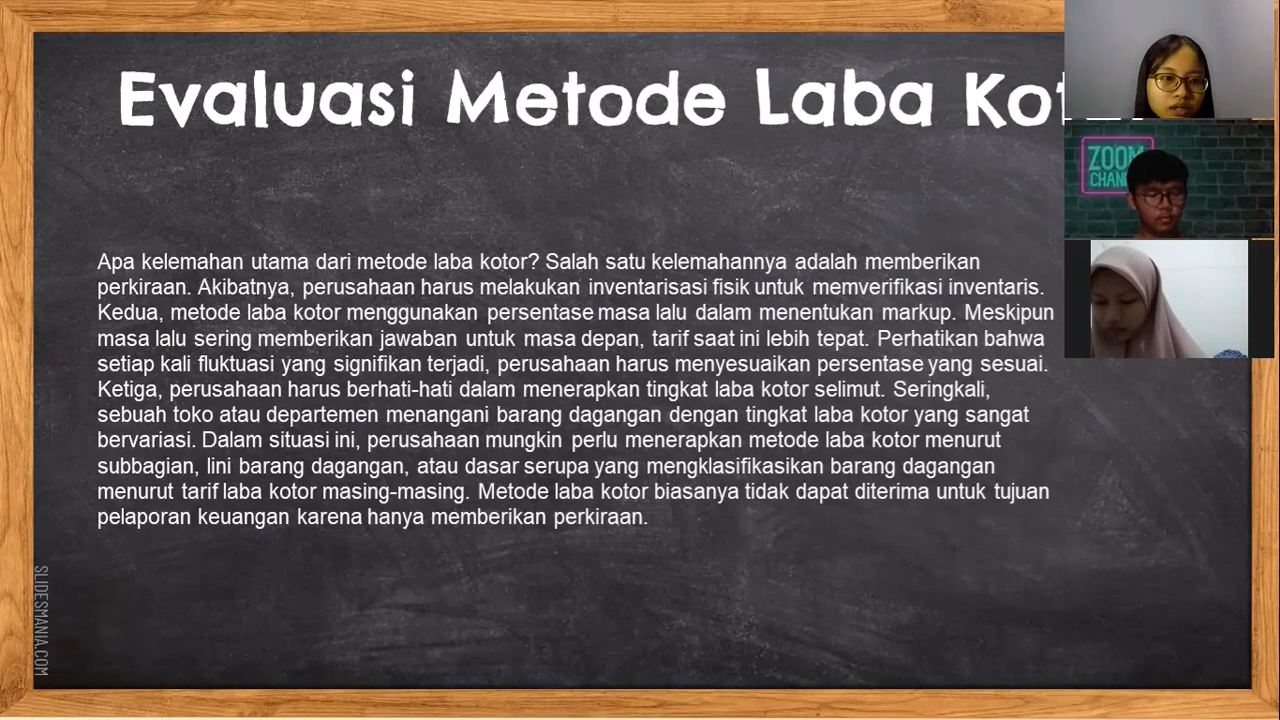 Evaluasi Metode Laba
Apa kelemahan utama dari metode laba kotor? Salah satu kelemahannya adalah memberikan
perkiraan. Akibatnya, perusahaan harus melakukan inventarisasi fisik untuk memverifikasi inventaris.
Kedua, metode laba kotor menggunakan persentase masa lalu dalam menentukan markup. Meskipun
masa lalu sering memberikan jawaban untuk masa depan, tarif saat ini lebih tepat. Perhatikan bahwa
setiap kali fluktuasi yang signifikan terjadi, perusahaan harus menyesuaikan persentase yang sesuai.
Ketiga, perusahaan harus berhati-hati dalam menerapkan tingkat laba kotor selimut. Seringkali,
sebuah toko atau departemen menangani barang dagangan dengan tingkat laba kotor yang sangat
bervariasi. Dalam situasi ini, perusahaan mungkin perlu menerapkan metode laba kotor menurut
subbagian, lini barang dagangan, atau dasar serupa yang mengklasifikasikan barang dagangan
menurut tarif laba kotor masing-masing. Metode laba kotor biasanya tidak dapat diterima untuk tujuan
pelaporan keuangan karena hanya memberikan perkiraan.
SLIDESMANIA.COM
ZOOM